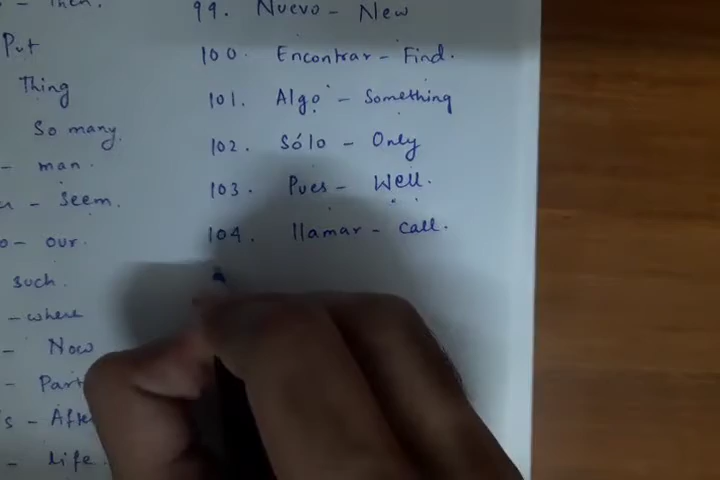 Then.
Put
Thing
So many.
- man.
- Seem.
- our.
such.
- where
- Now
- Part
- After
- life.
99. Nuevo - New
100. Encontrar - Find.
101. Algo - Something
102. Sólo - Only
103. Pues - Well.
104. llamar - Call.